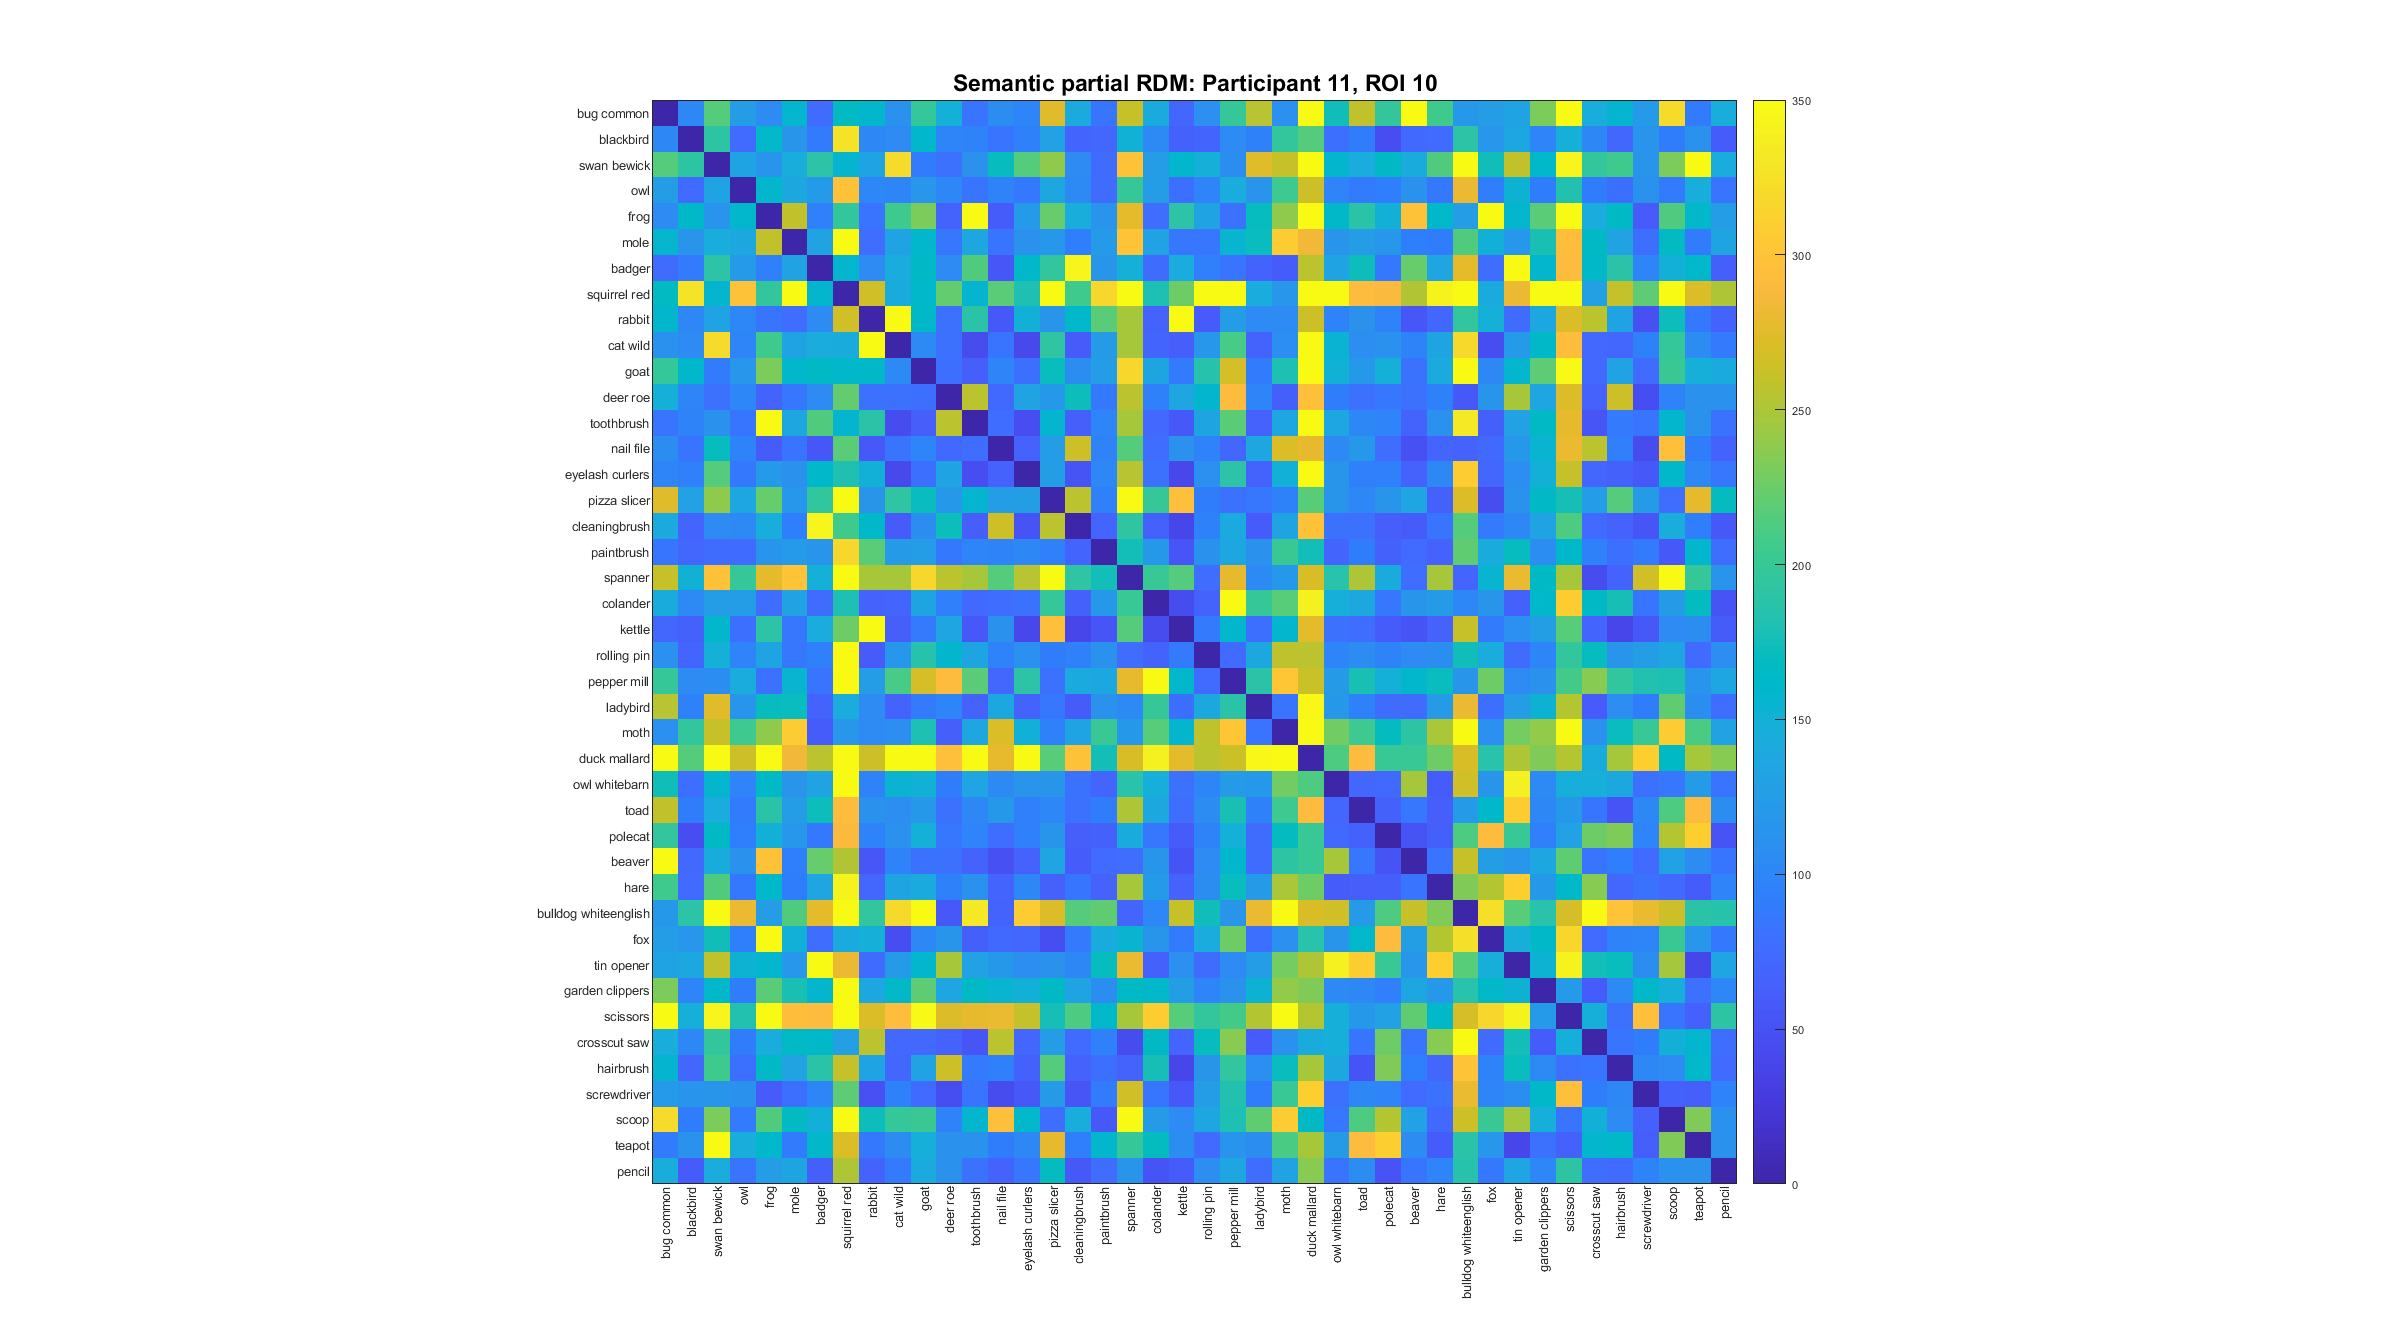 Semantic partial RDM: Participant 11, ROI 10
bug common
blackbird
swan bewick
owl
frog
mole
badger
squirrel red
rabbit
cat wild
goat
deer roe
toothbrush
nail file
eyelash curlers
pizza slicer
cleaningbrush
paintbrush
spanner
colander
kettle
rolling pin
pepper mill
ladybird
moth
duck mallard
owl whitebarn
toad
polecat
beaver
hare
bulldog whiteenglish
fox
tin opener
garden clippers
scissors
crosscut saw
hairbrush
screwdriver
scoop
teapot
pencil
bug common
blackbird
swan bewick
owl
frog
mole
badger
squirrel red
rabbit
cat wild
goat
deer roe
toothbrush
nail file
eyelash curlers
pizza slicer
cleaningbrush
paintbrush
spanner
colander
kettle
rolling pin
pepper mill
ladybird
moth
duck mallard
owl whitebarn
toad
polecat
beaver
hare
bulldog whiteenglish
fox
tin opener
garden clippers
scissors
crosscut saw
hairbrush
screwdriver
scoop
teapot
pencil
350
300
250
200
150
100
50
0